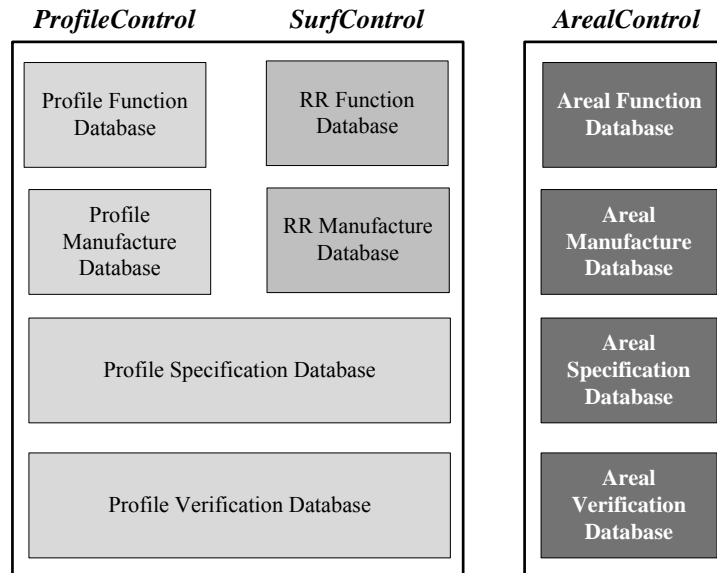 ProfileControl
SurfControl
ArealControl
Profile Function
Database
RR Function
Database
Areal Function
Database
Profile
Manufacture
Database
RR Manufacture
Database
Areal
Manufacture
Database
Profile Specification Database
Areal
Specification
Database
Profile Verification Database
Areal
Verification
Database